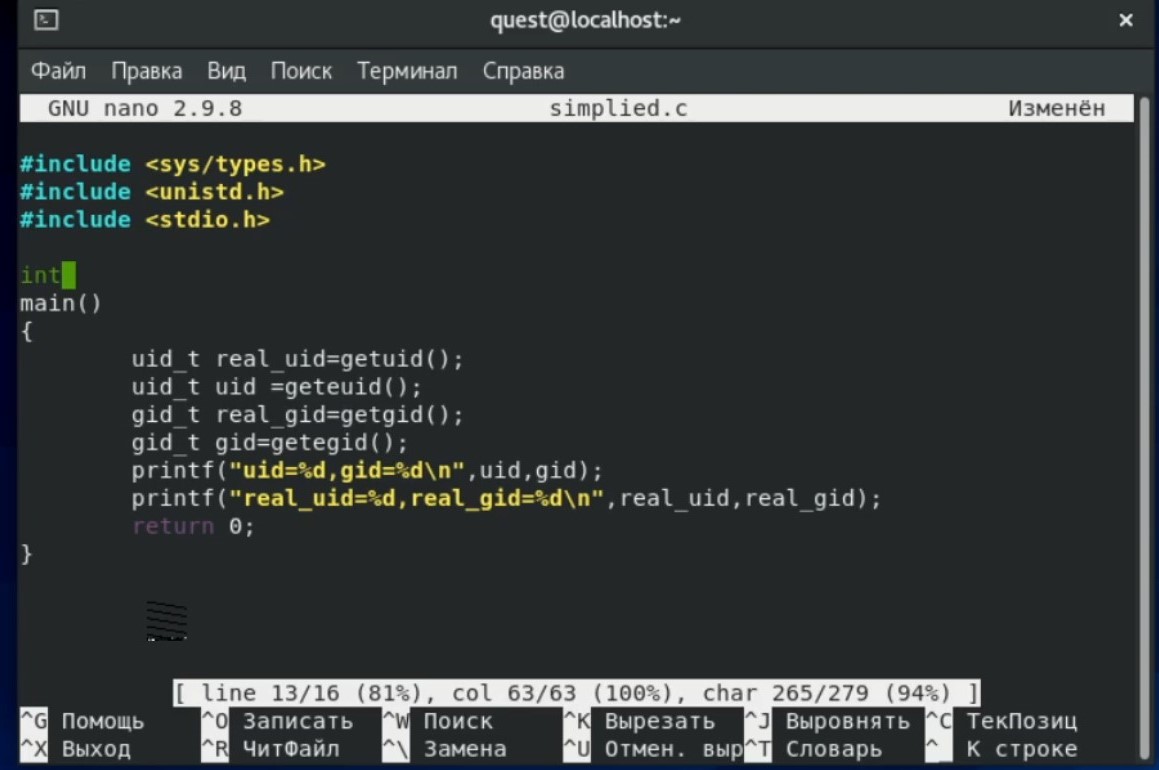 quest@localhost:~ ×
Файл Правка Вид Поиск Терминал Справка
GNU nano 2.9.8 simplied.c Изменён
#include <sys/types.h>
#include <unistd.h>
#include <stdio.h>
int
main()
{
uid_t real_uid=getuid();
uid_t uid =geteuid();
gid_t real_gid=getgid();
gid_t gid=getegid();
printf("uid=%d,gid=%d\n",uid,gid);
printf("real_uid=%d,real_gid=%d\n",real_uid,real_gid);
return 0;
}
[ line 13/16 (81%), col 63/63 (100%), char 265/279 (94%) ]
^G Помощь ^O Записать ^W Поиск ^K Вырезать ^J Выровнять ^C ТекПозиц
^X Выход ^R ЧитФайл ^\ Замена ^U Отмен. выр^T Словарь ^_ К строке